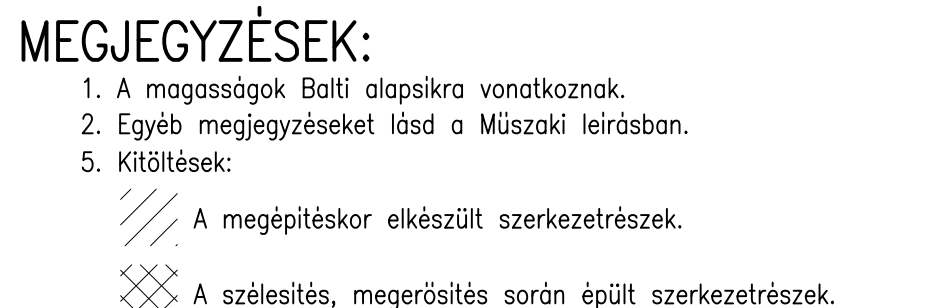 MEGJEGYZÉSEK:
1. A magasságok Balti alapsíkra vonatkoznak.
2. Egyéb megjegyzéseket lásd a Műszaki leírásban.
5. Kitöltések:
A megépítéskor elkészült szerkezetrészek.
A szélesítés, megerősítés során épült szerkezetrészek.